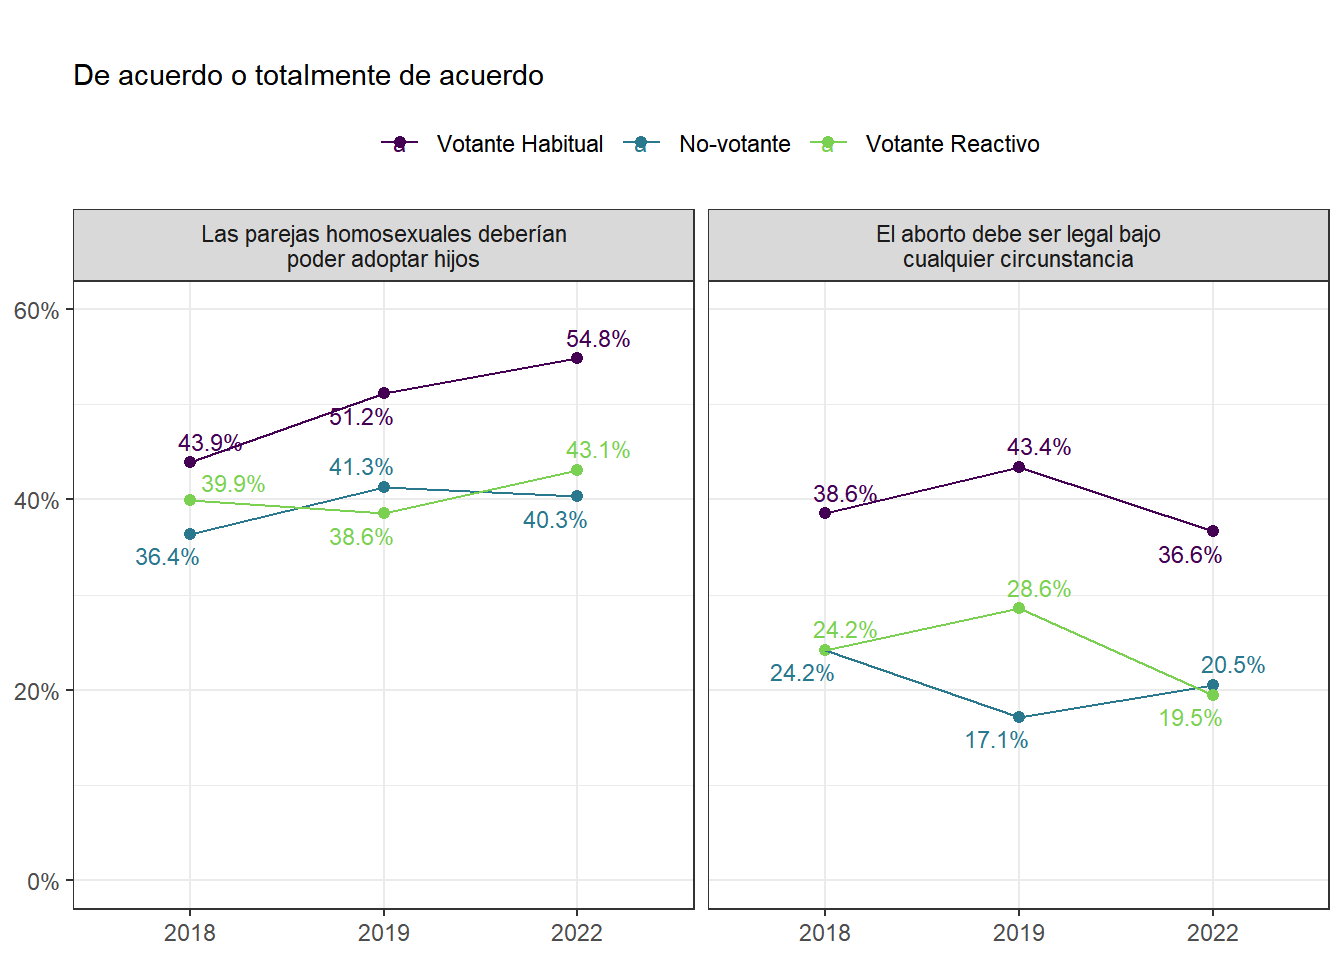 De acuerdo o totalmente de acuerdo
a Votante Habitual a No-votante a Votante Reactivo
Las parejas homosexuales deberían
poder adoptar hijos
El aborto debe ser legal bajo
cualquier circunstancia
60%
40%
20%
0%
54.8%
51.2%
43.9%
41.3%
43.1%
39.9%
40.3%
38.6%
36.4%
43.4%
38.6%
36.6%
28.6%
24.2%
24.2%
20.5%
19.5%
17.1%
2018 2019 2022
2018 2019 2022